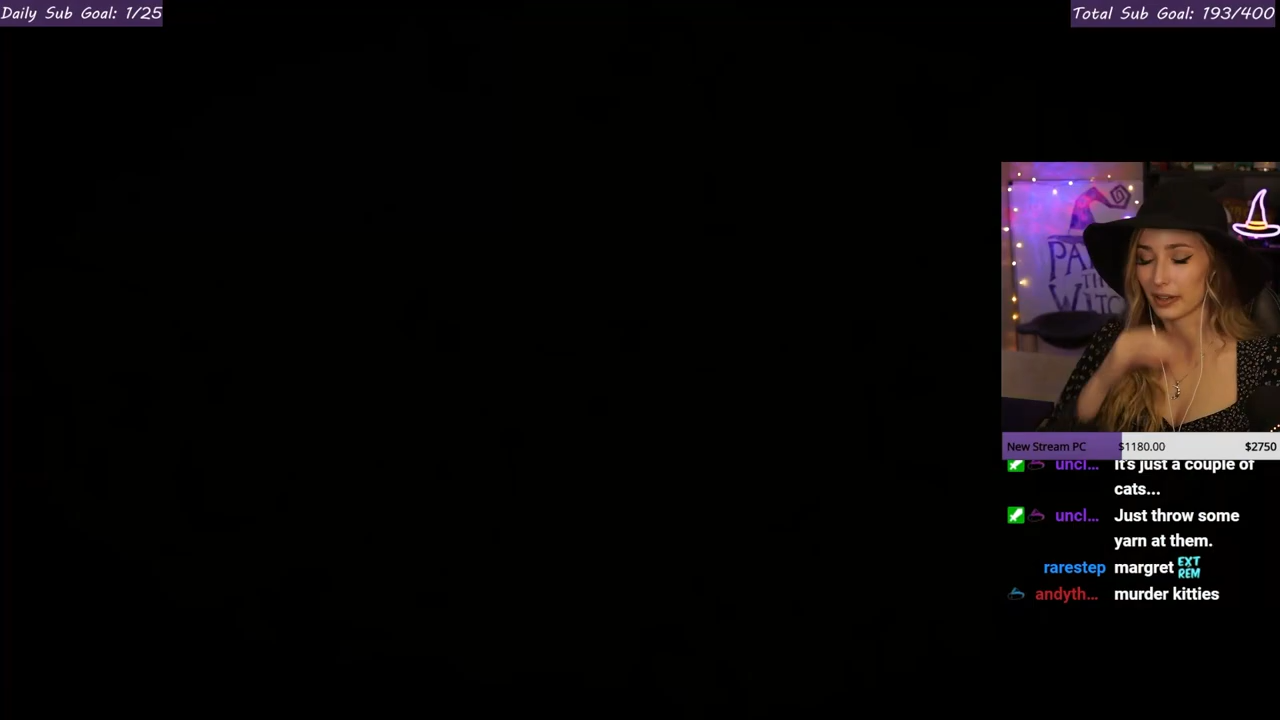 Daily Sub Goal: 1/25
Total Sub Goal: 193/400
New Stream PC $1180.00 $2750
uncl... It's just a couple of
cats...
uncl... Just throw some
yarn at them.
rarestep margret EXT
REM
andyth... murder kitties